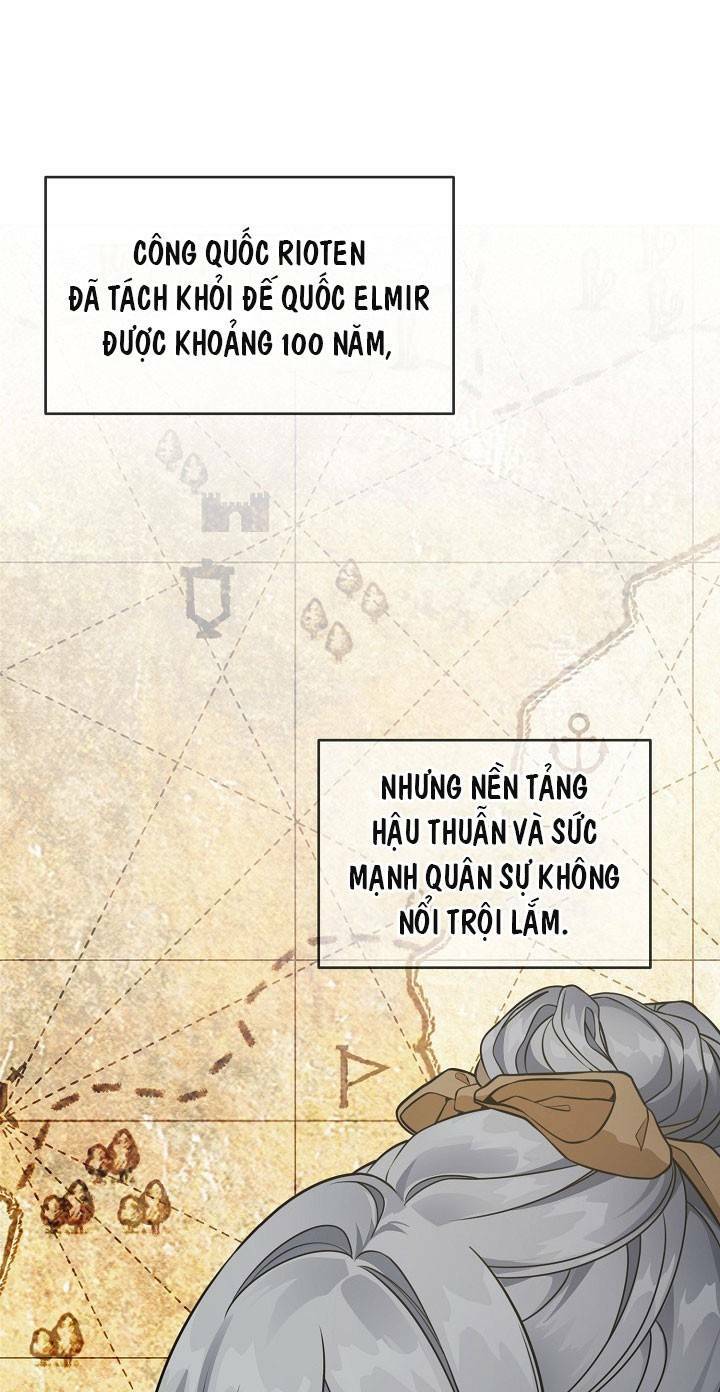 CÔNG QUỐC RIOTEN
ĐÃ TÁCH KHỎI ĐẾ QUỐC ELMIR
ĐƯỢC KHOẢNG 100 NĂM,
NHƯNG NỀN TẢNG
HẬU THUẪN VÀ SỨC
MẠNH QUÂN SỰ KHÔNG
NỔI TRỘI LẮM.